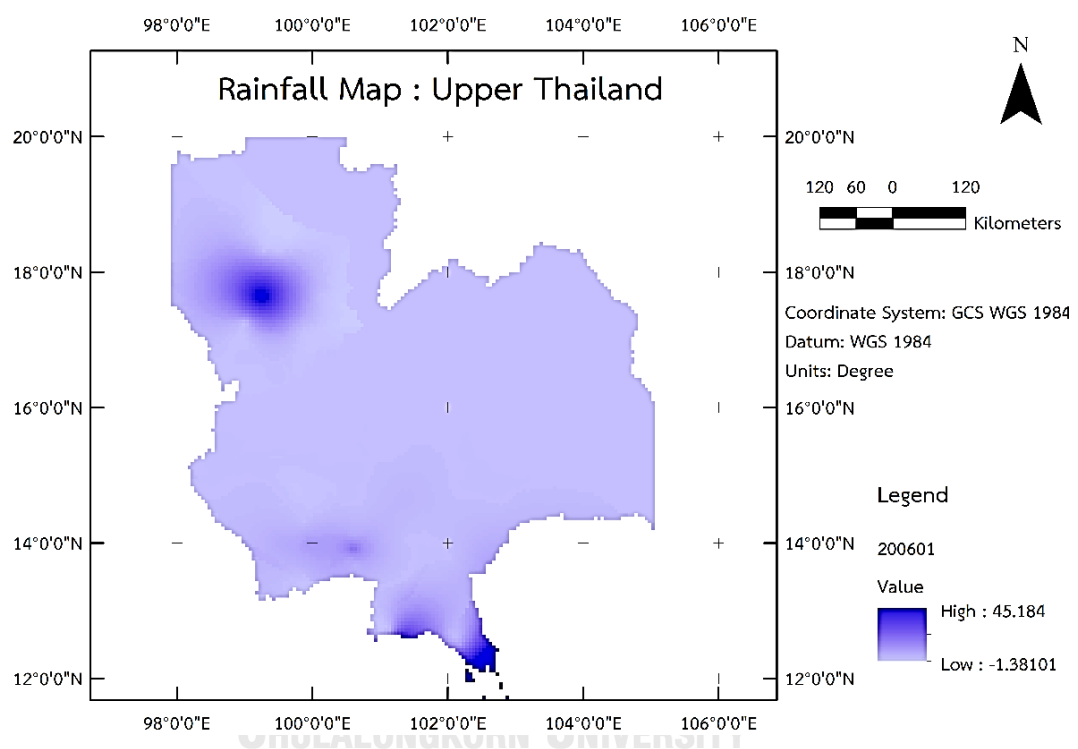 98°0'0"E 100°0'0"E 102°0'0"E 104°0'0"E 106°0'0"E
N
Rainfall Map : Upper Thailand
20°0'0"N 20°0'0"N
120 60 0 120
Kilometers
18°0'0"N 18°0'0"N
Coordinate System: GCS WGS 1984
Datum: WGS 1984
Units: Degree
16°0'0"N 16°0'0"N
Legend
14°0'0"N 14°0'0"N
200601
Value
High : 45.184
Low : -1.38101
12°0'0"N 12°0'0"N
98°0'0"E 100°0'0"E 102°0'0"E 104°0'0"E 106°0'0"E
CHULALONGKORN UNIVERSITY